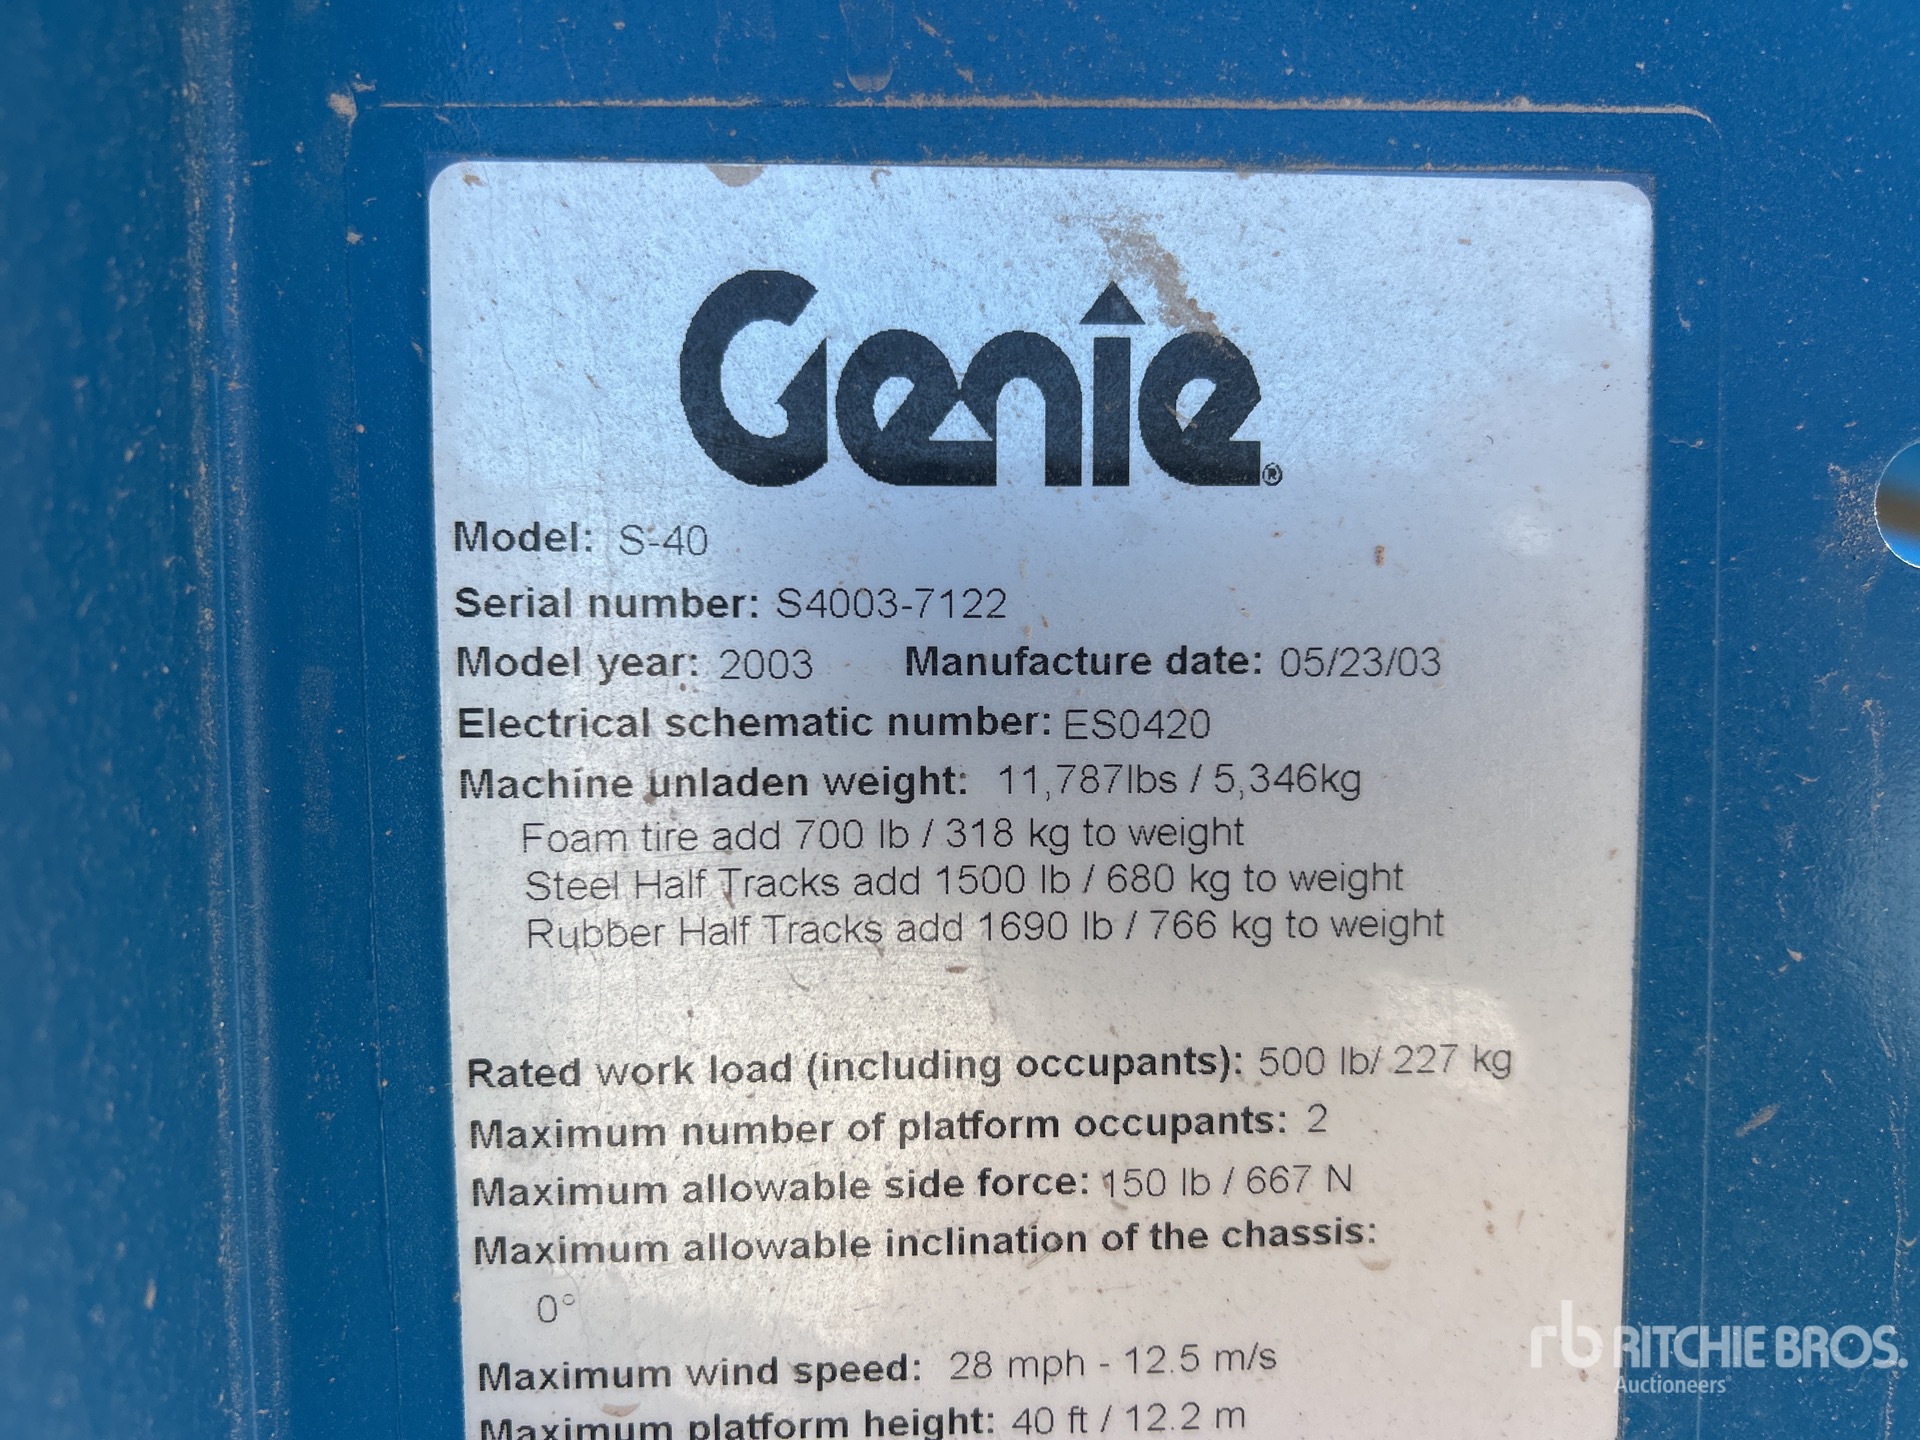 Genie®
Model: S-40
Serial number: S4003-7122
Model year: 2003 Manufacture date: 05/23/03
Electrical schematic number: ES0420
Machine unladen weight: 11,787lbs / 5,346kg
Foam tire add 700 lb / 318 kg to weight
Steel Half Tracks add 1500 lb / 680 kg to weight
Rubber Half Tracks add 1690 lb / 766 kg to weight
Rated work load (including occupants): 500 lb/ 227 kg
Maximum number of platform occupants: 2
Maximum allowable side force: 150 lb / 667 N
Maximum allowable inclination of the chassis:
0°
Maximum wind speed: 28 mph - 12.5 m/s
Maximum platform height: 40 ft / 12.2 m
rb RITCHIE BROS.
Auctioneers